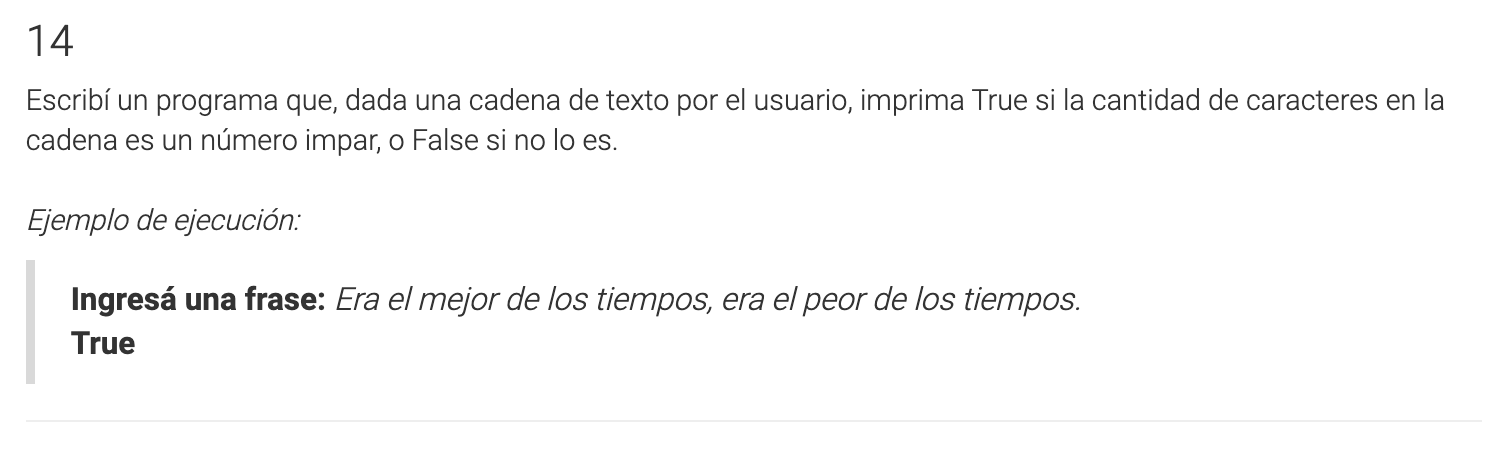 14
Escribí un programa que, dada una cadena de texto por el usuario, imprima True si la cantidad de caracteres en la
cadena es un número impar, o False si no lo es.
Ejemplo de ejecución:
Ingresá una frase: Era el mejor de los tiempos, era el peor de los tiempos.
True